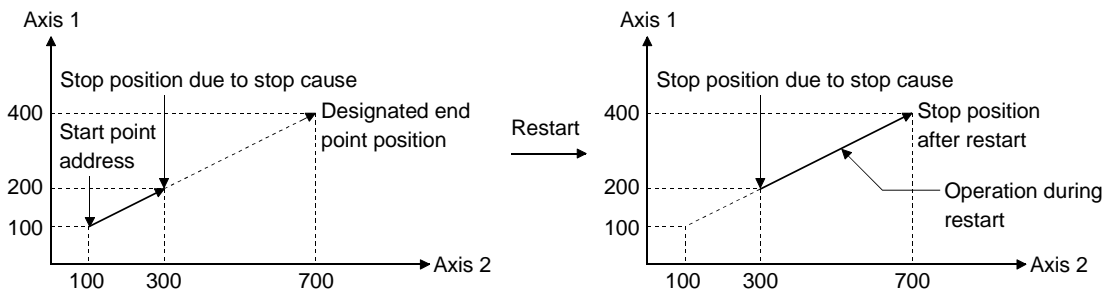 Axis 1
Stop position due to stop cause
400
Designated end
point position
Start point
address
200
100
100
300
700
Axis 2
Restart
Axis 1
Stop position due to stop cause
400
Stop position
after restart
200
Operation during
restart
100
100
300
700
Axis 2